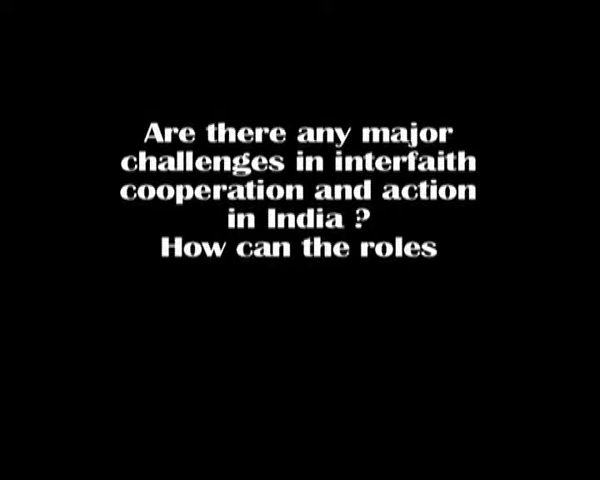 Are there any major
challenges in interfaith
cooperation and action
in India ?
How can the roles